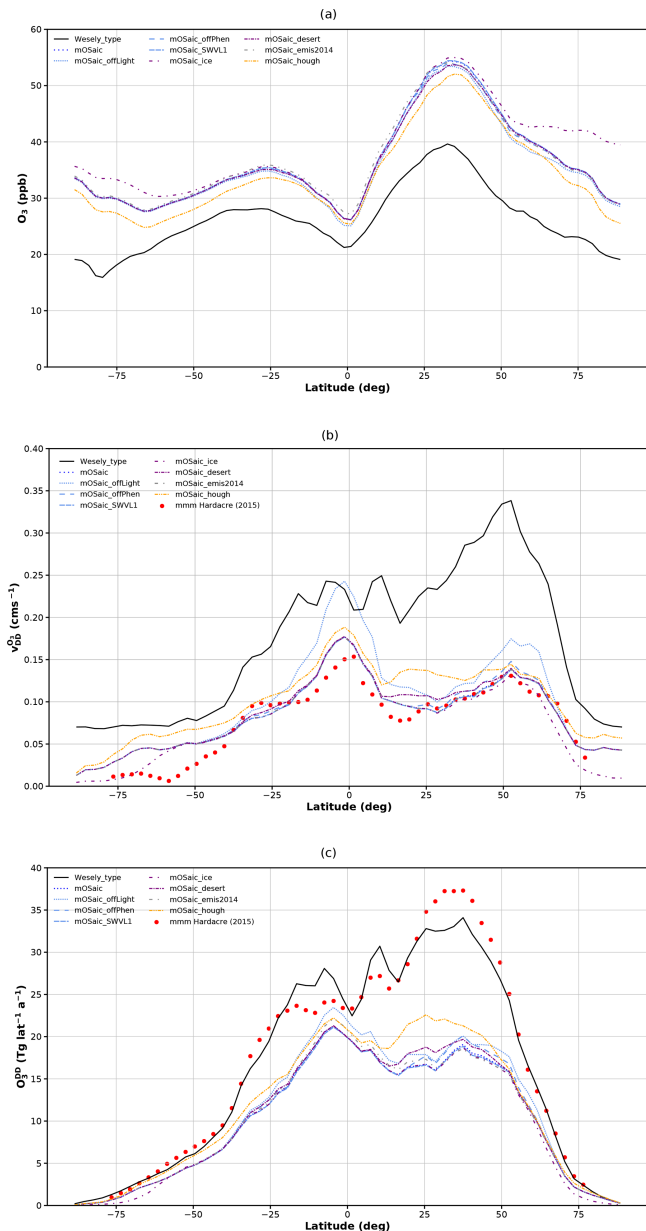 (a)
Wesely_type
mOSaic
mOSaic_offLight
mOSaic_offPhen
mOSaic_SWVL1
mOSaic_ice
mOSaic_desert
mOSaic_emis2014
mOSaic_hough
O₃ (ppb)
60
50
40
30
20
10
0
−75
−50
−25
0
25
50
75
Latitude (deg)
(b)
Wesely_type
mOSaic
mOSaic_offLight
mOSaic_offPhen
mOSaic_SWVL1
mOSaic_ice
mOSaic_desert
mOSaic_emis2014
mOSaic_hough
mmm Hardacre (2015)
v_DD^O₃ (cms⁻¹)
0.40
0.35
0.30
0.25
0.20
0.15
0.10
0.05
0.00
−75
−50
−25
0
25
50
75
Latitude (deg)
(c)
Wesely_type
mOSaic
mOSaic_offLight
mOSaic_offPhen
mOSaic_SWVL1
mOSaic_ice
mOSaic_desert
mOSaic_emis2014
mOSaic_hough
mmm Hardacre (2015)
O₃^DD (Tg lat⁻¹ a⁻¹)
40
35
30
25
20
15
10
5
0
−75
−50
−25
0
25
50
75
Latitude (deg)